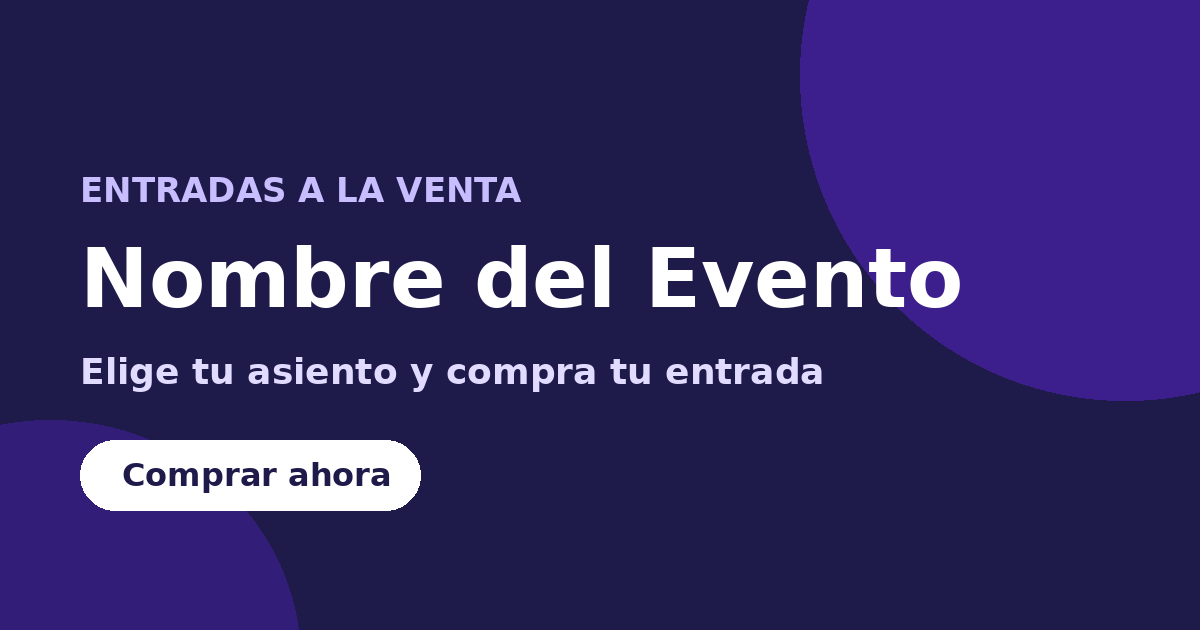 ENTRADAS A LA VENTA
Nombre del Evento
Elige tu asiento y compra tu entrada
Comprar ahora